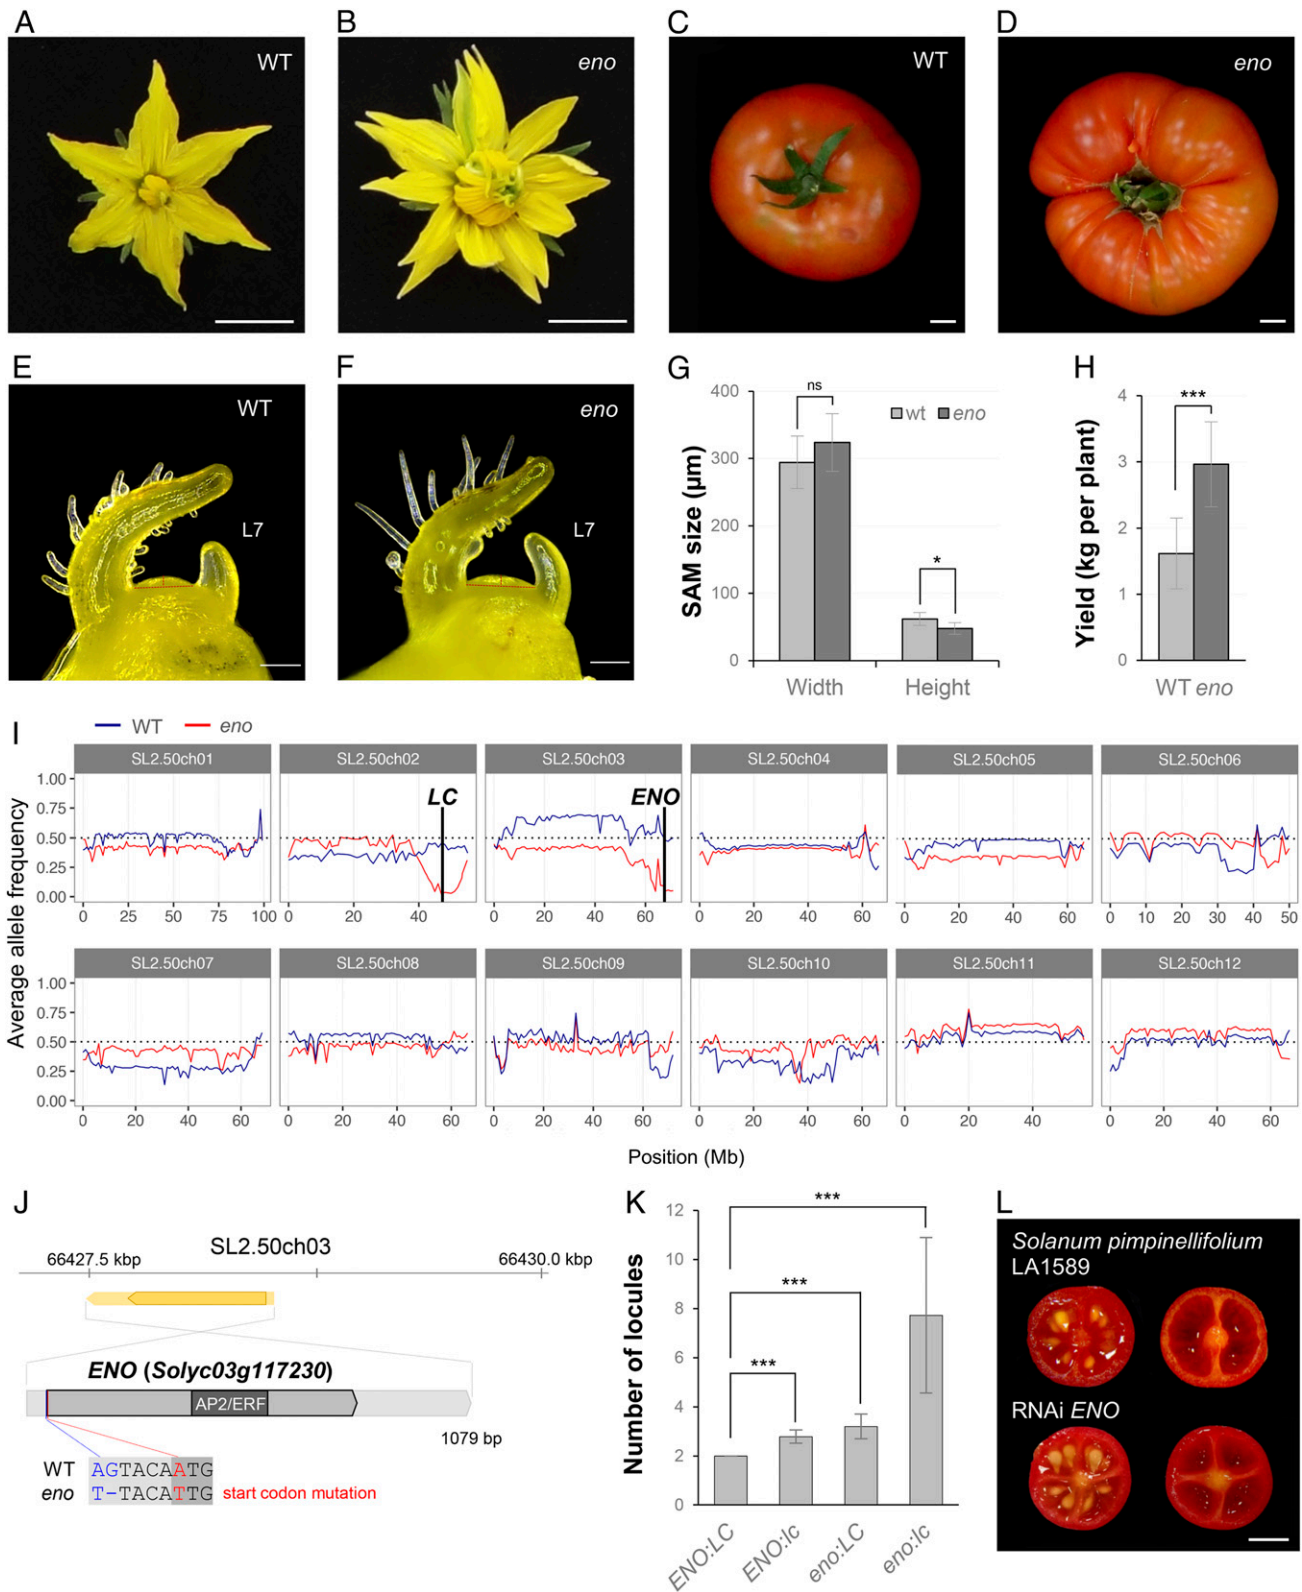 A
B
C
D
WT
eno
WT
eno
E
F
G
H
WT
L7
eno
L7
SAM size (µm)
400
300
200
100
0
ns
*
wt
eno
Width
Height
Yield (kg per plant)
4
3
2
1
0
***
WT eno
I
WT
eno
Average allele frequency
SL2.50ch01
SL2.50ch02
SL2.50ch03
SL2.50ch04
SL2.50ch05
SL2.50ch06
LC
ENO
1.00
0.75
0.50
0.25
0.00
0 25 50 75 100
0 20 40
0 20 40 60
0 20 40 60
0 20 40 60
0 10 20 30 40 50
SL2.50ch07
SL2.50ch08
SL2.50ch09
SL2.50ch10
SL2.50ch11
SL2.50ch12
1.00
0.75
0.50
0.25
0.00
0 20 40 60
0 20 40 60
0 20 40 60
0 20 40 60
0 20 40
0 20 40 60
Position (Mb)
J
SL2.50ch03
66427.5 kbp
66430.0 kbp
ENO (Solyc03g117230)
AP2/ERF
1079 bp
WT AGTACAATG
eno T-TACATTG start codon mutation
K
Number of locules
12
10
8
6
4
2
0
***
***
***
ENO:LC
ENO:lc
eno:LC
eno:lc
L
Solanum pimpinellifolium
LA1589
RNAi ENO